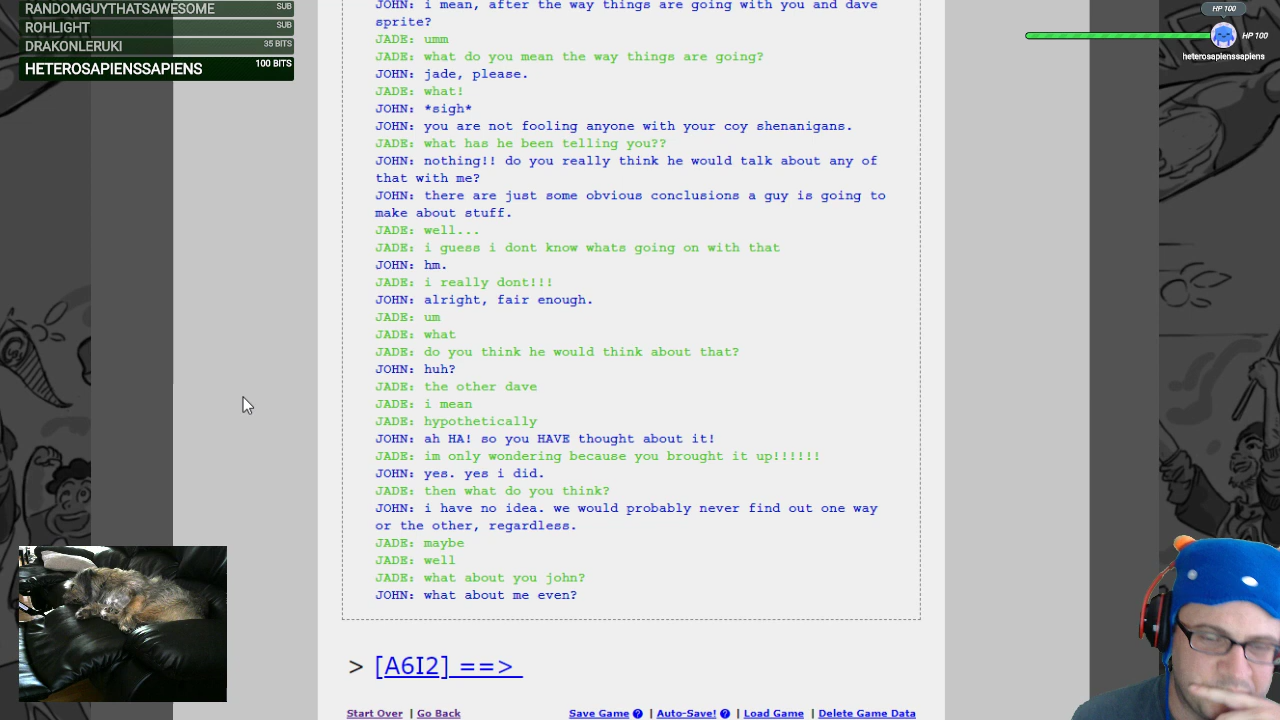 RANDOMGUYTHATSAWESOME SUB
ROHLIGHT SUB
DRAKONLERUKI 35 BITS
HETEROSAPIENSSAPIENS 100 BITS
HP 100
HP 100
heterosapienssapiens
JOHN: i mean, after the way things are going with you and dave
sprite?
JADE: umm
JADE: what do you mean the way things are going?
JOHN: jade, please.
JADE: what!
JOHN: *sigh*
JOHN: you are not fooling anyone with your coy shenanigans.
JADE: what has he been telling you??
JOHN: nothing!! do you really think he would talk about any of
that with me?
JOHN: there are just some obvious conclusions a guy is going to
make about stuff.
JADE: well...
JADE: i guess i dont know whats going on with that
JOHN: hm.
JADE: i really dont!!!
JOHN: alright, fair enough.
JADE: um
JADE: what
JADE: do you think he would think about that?
JOHN: huh?
JADE: the other dave
JADE: i mean
JADE: hypothetically
JOHN: ah HA! so you HAVE thought about it!
JADE: im only wondering because you brought it up!!!!!!
JOHN: yes. yes i did.
JADE: then what do you think?
JOHN: i have no idea. we would probably never find out one way
or the other, regardless.
JADE: maybe
JADE: well
JADE: what about you john?
JOHN: what about me even?
> [A6I2] ==>
Start Over | Go Back Save Game ? | Auto-Save! ? | Load Game | Delete Game Data